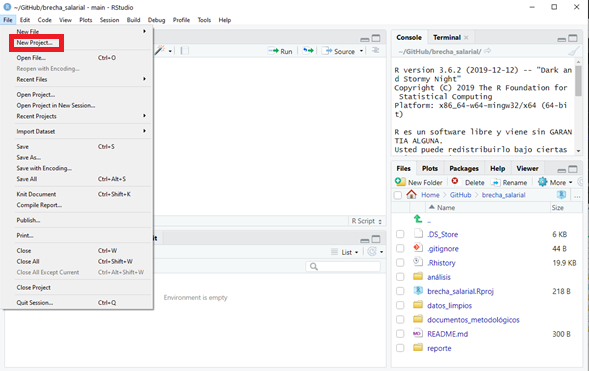 ~/GitHub/brecha_salarial - main - RStudio
File Edit Code View Plots Session Build Debug Profile Tools Help
New File
New Project...
Open File... Ctrl+O
Reopen with Encoding...
Recent Files
Open Project...
Open Project in New Session...
Recent Projects
Import Dataset
Save Ctrl+S
Save As...
Save with Encoding...
Save All Ctrl+Alt+S
Knit Document Ctrl+Shift+K
Compile Report...
Publish...
Print...
Close Ctrl+W
Close All Ctrl+Shift+W
Close All Except Current Ctrl+Alt+Shift+W
Close Project
Quit Session... Ctrl+Q
Run Source
R Script
List
Environment is empty
Console Terminal
~/GitHub/brecha_salarial/
R version 3.6.2 (2019-12-12) -- "Dark an
d Stormy Night"
Copyright (C) 2019 The R Foundation for
Statistical Computing
Platform: x86_64-w64-mingw32/x64 (64-bi
t)
R es un software libre y viene sin GARAN
TIA ALGUNA.
Usted puede redistribuirlo bajo ciertas
Files Plots Packages Help Viewer
New Folder Delete Rename More
Home GitHub brecha_salarial ...
Name Size
..
.DS_Store 6 KB
.gitignore 44 B
.Rhistory 19.9 KB
análisis
brecha_salarial.Rproj 218 B
datos_limpios
documentos_metodológicos
README.md 300 B
reporte